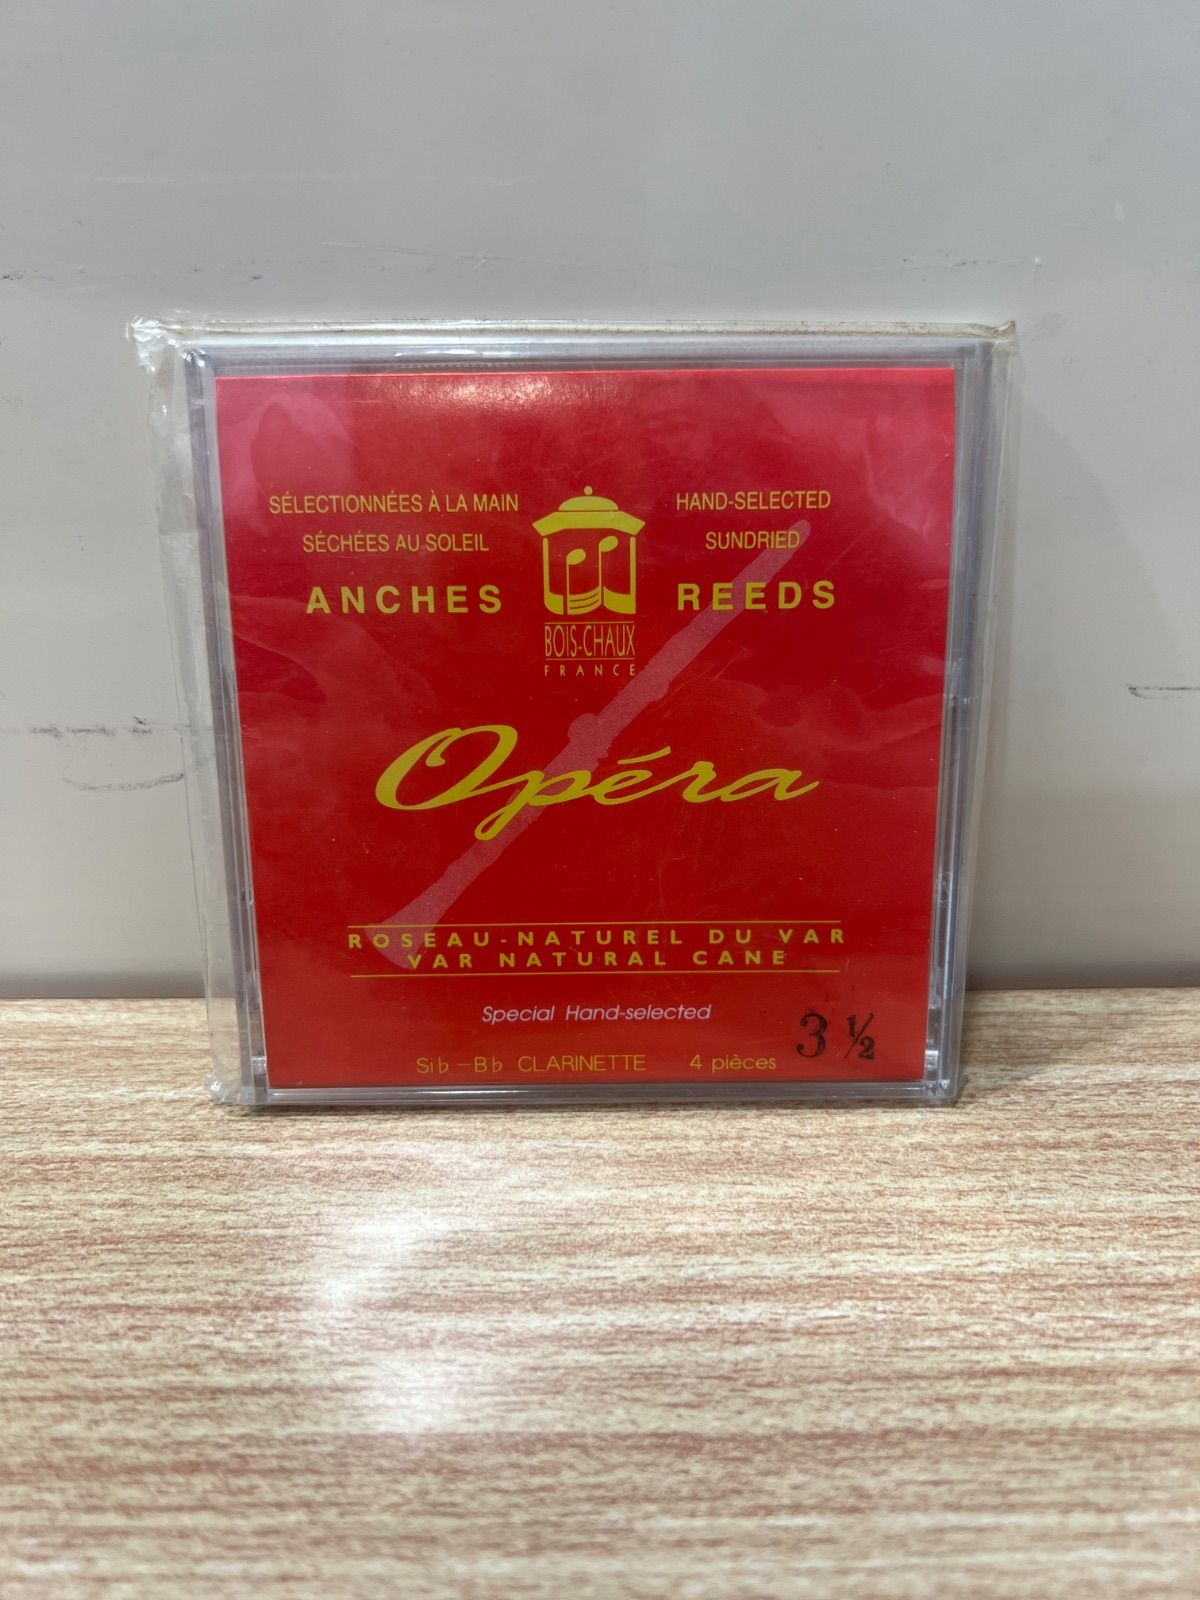 SÉLECTIONNÉES À LA MAIN
SÉCHÉES AU SOLEIL
ANCHES
BOIS-CHAUX
FRANCE
HAND-SELECTED
SUNDRIED
REEDS
Opéra
ROSEAU-NATUREL DU VAR
VAR NATURAL CANE
Special Hand-selected
Si♭-B♭ CLARINETTE 4 pièces 3 ½